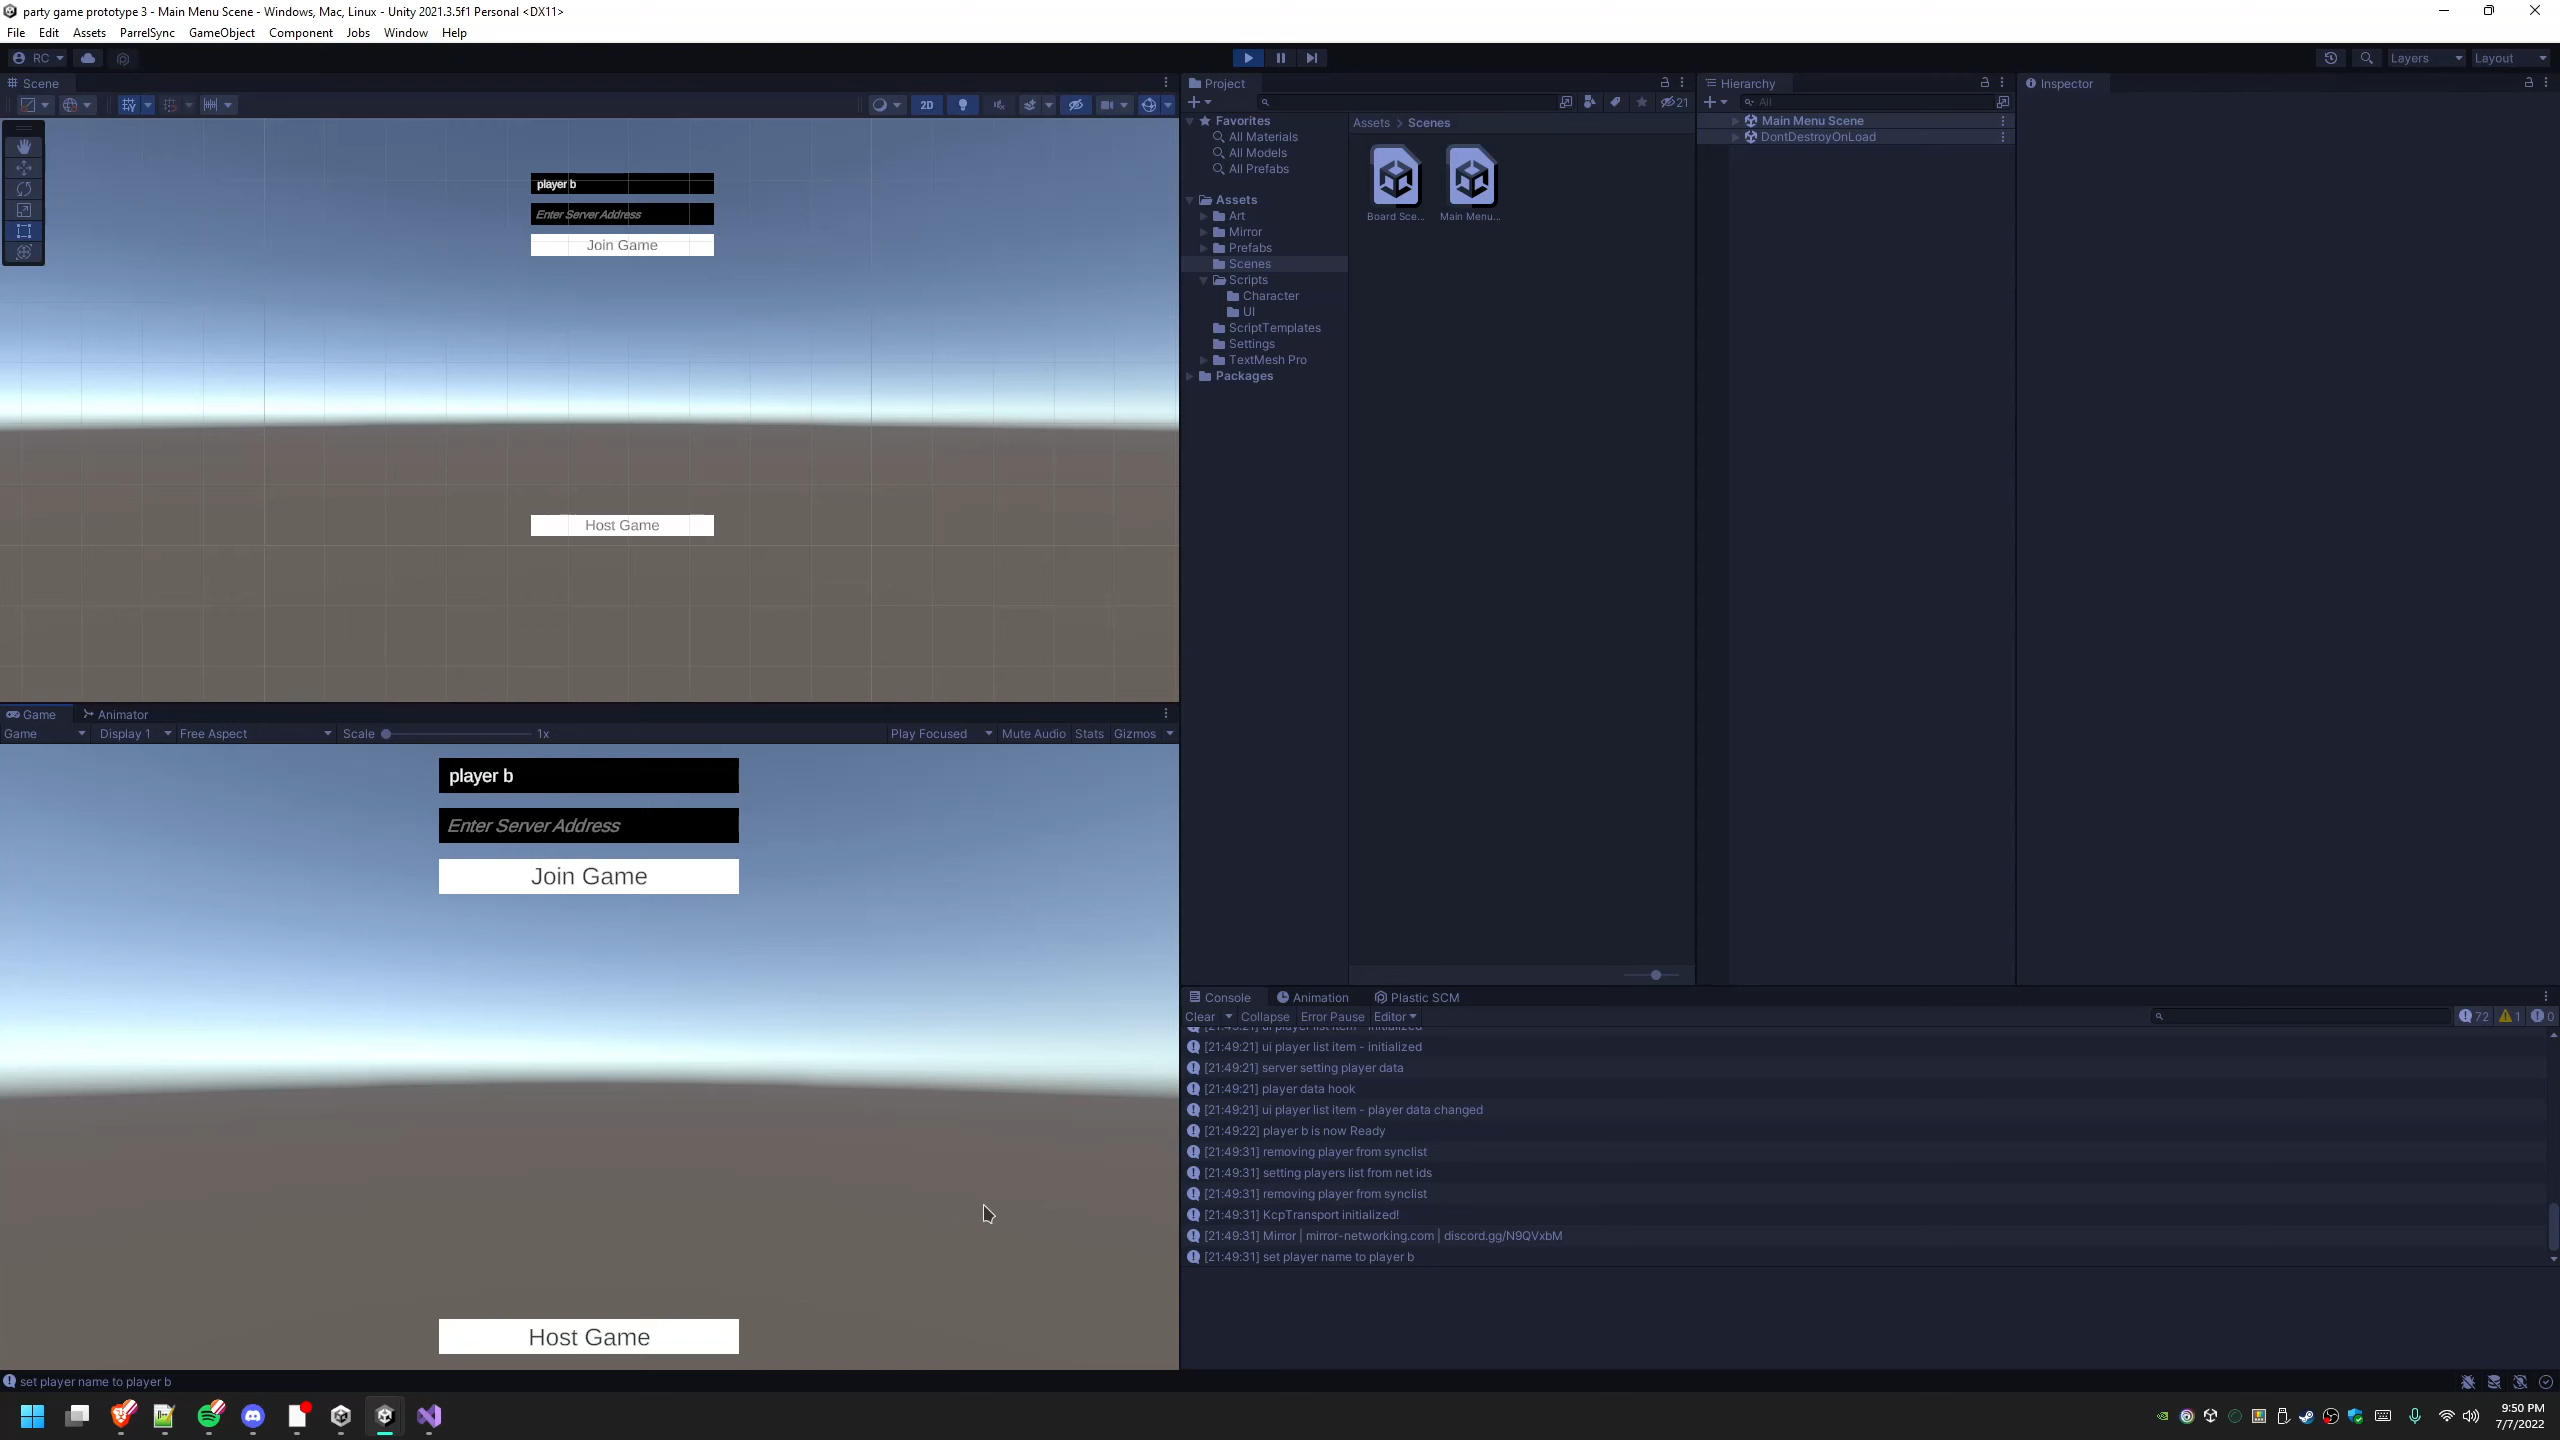 party game prototype 3 - Main Menu Scene - Windows, Mac, Linux - Unity 2021.3.5f1 Personal <DX11>
File Edit Assets ParrelSync GameObject Component Jobs Window Help
RC
Layers Layout
Scene
2D
player b
Enter Server Address
Join Game
Host Game
Game Animator
Game Display 1 Free Aspect Scale 1x Play Focused Mute Audio Stats Gizmos
player b
Enter Server Address
Join Game
Host Game
Project
21
Favorites
All Materials
All Models
All Prefabs
Assets
Art
Mirror
Prefabs
Scenes
Scripts
Character
UI
ScriptTemplates
Settings
TextMesh Pro
Packages
Assets > Scenes
Board Sce...
Main Menu...
Hierarchy
All
Main Menu Scene
DontDestroyOnLoad
Inspector
Console Animation Plastic SCM
Clear Collapse Error Pause Editor
72 1 0
[21:49:21] ui player list item - initialized
[21:49:21] ui player list item - initialized
[21:49:21] server setting player data
[21:49:21] player data hook
[21:49:21] ui player list item - player data changed
[21:49:22] player b is now Ready
[21:49:31] removing player from synclist
[21:49:31] setting players list from net ids
[21:49:31] removing player from synclist
[21:49:31] KcpTransport initialized!
[21:49:31] Mirror | mirror-networking.com | discord.gg/N9QVxbM
[21:49:31] set player name to player b
set player name to player b
9:50 PM
7/7/2022